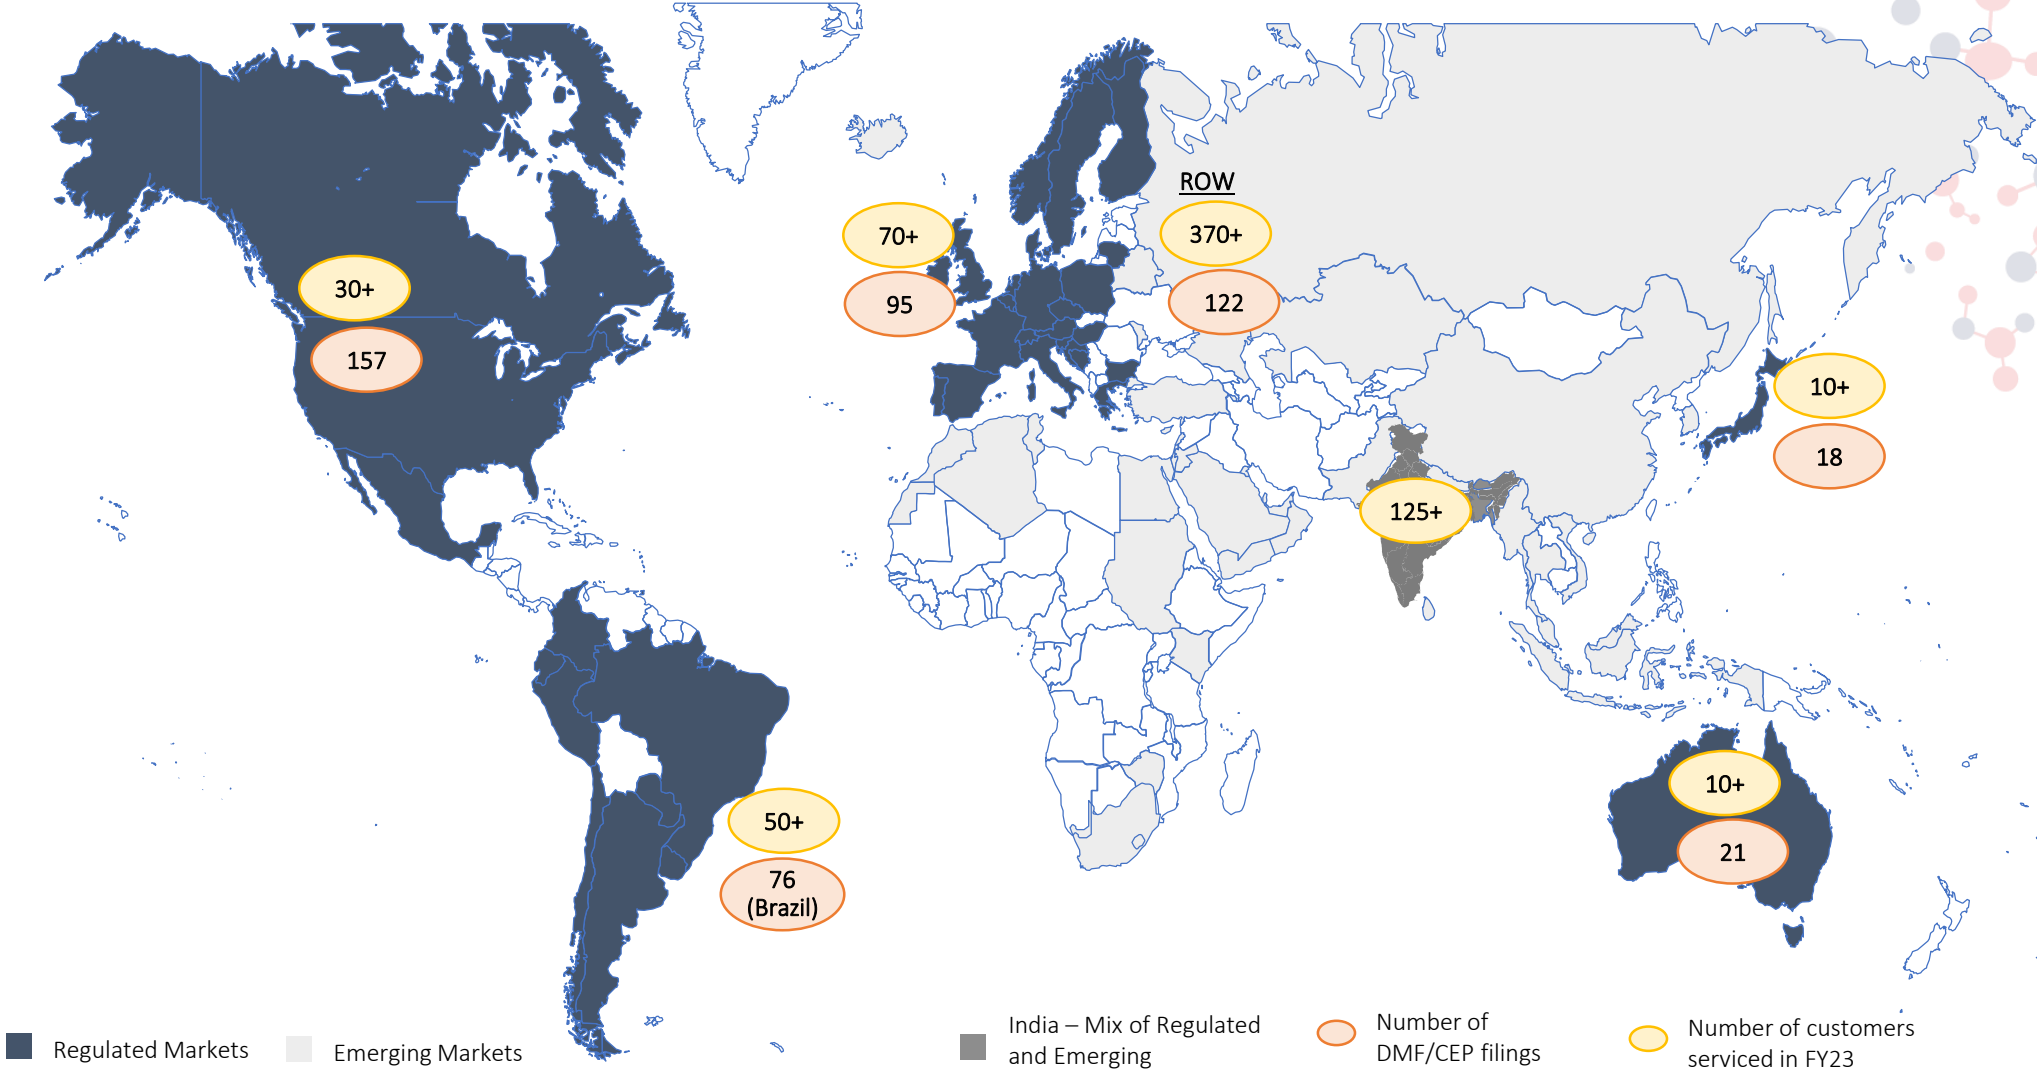 ROW
70+
370+
95
122
30+
157
10+
18
125+
10+
21
50+
76
(Brazil)
Regulated Markets
Emerging Markets
India – Mix of Regulated
and Emerging
Number of
DMF/CEP filings
Number of customers
serviced in FY23